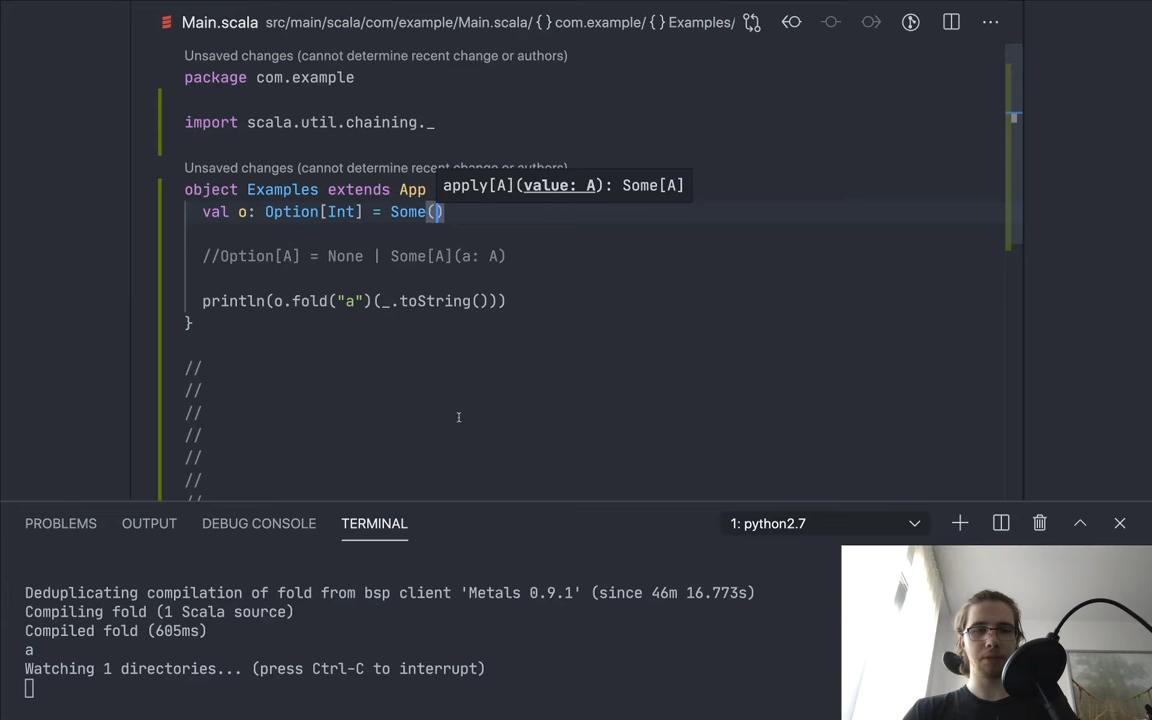 Main.scala src/main/scala/com/example/Main.scala/ {} com.example/ {} Examples/
Unsaved changes (cannot determine recent change or authors)
package com.example
import scala.util.chaining._
Unsaved changes (cannot determine recent change or authors)
apply[A](value: A): Some[A]
object Examples extends App
val o: Option[Int] = Some()
//Option[A] = None | Some[A](a: A)
println(o.fold("a")(_.toString()))
}
//
//
//
//
//
//
//
PROBLEMS OUTPUT DEBUG CONSOLE TERMINAL 1: python2.7
Deduplicating compilation of fold from bsp client 'Metals 0.9.1' (since 46m 16.773s)
Compiling fold (1 Scala source)
Compiled fold (605ms)
a
Watching 1 directories... (press Ctrl-C to interrupt)